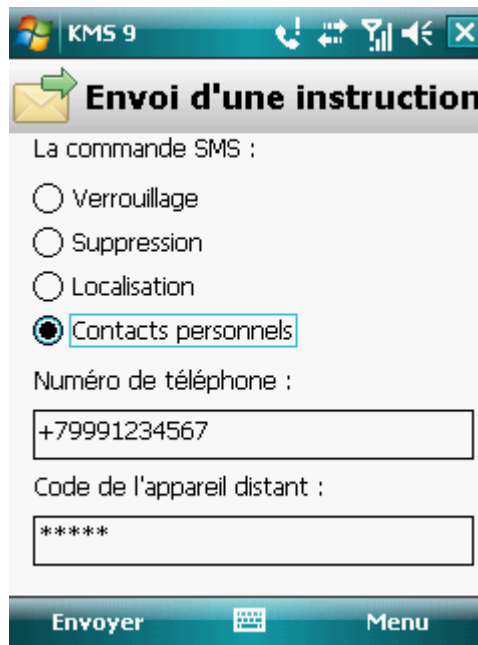 KMS 9
Envoi d'une instruction
La commande SMS :
Verrouillage
Suppression
Localisation
Contacts personnels
Numéro de téléphone :
+79991234567
Code de l'appareil distant :
*****
Envoyer Menu